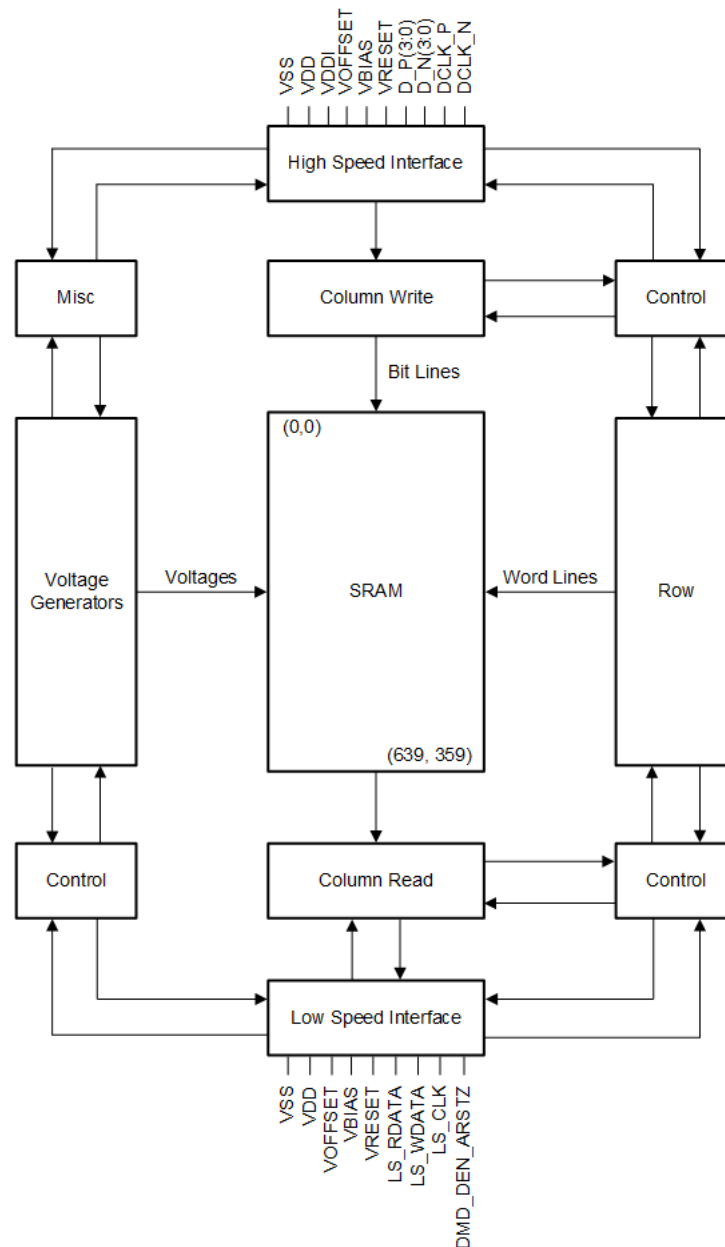 VSS
VDD
VDDI
VOFFSET
VBIAS
VRESET
D_P(3:0)
D_N(3:0)
DCLK_P
DCLK_N
High Speed Interface
Misc
Column Write
Control
Bit Lines
(0,0)
Voltage
Generators
Voltages
SRAM
Word Lines
Row
(639, 359)
Control
Column Read
Control
Low Speed Interface
VSS
VDD
VOFFSET
VBIAS
VRESET
LS_RDATA
LS_WDATA
LS_CLK
DMD_DEN_ARSTZ